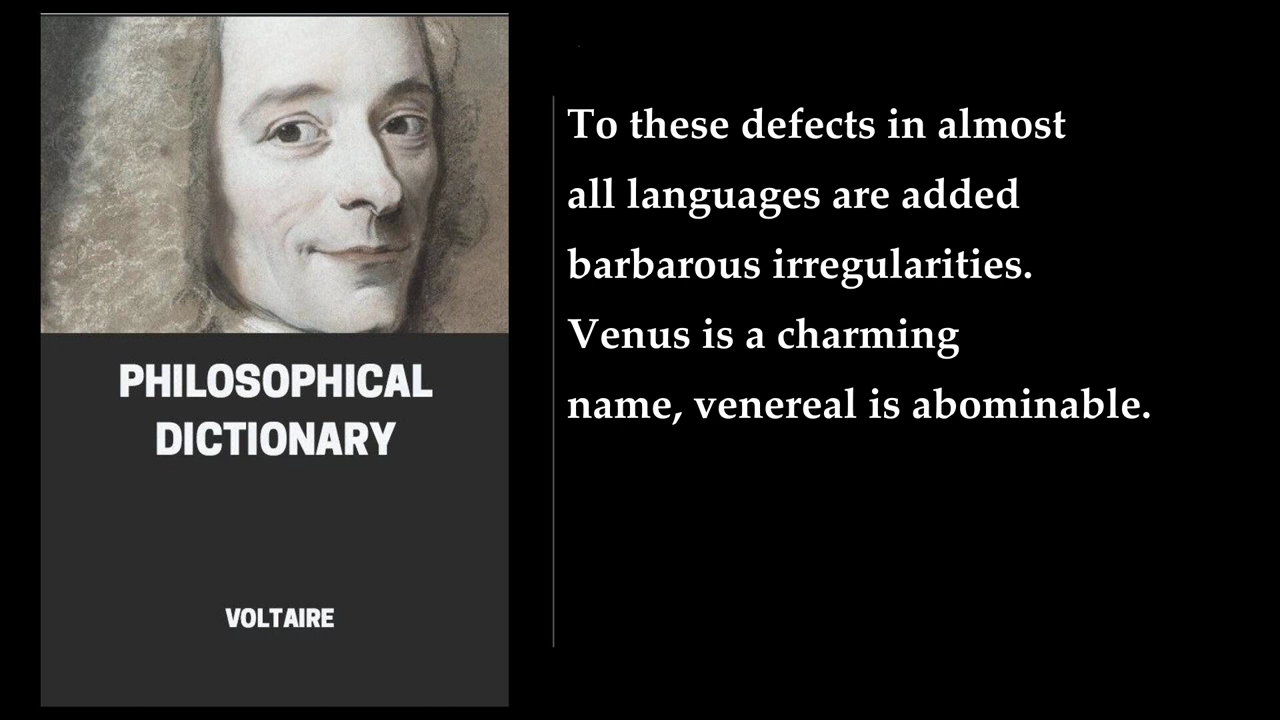 PHILOSOPHICAL
DICTIONARY
VOLTAIRE
To these defects in almost
all languages are added
barbarous irregularities.
Venus is a charming
name, venereal is abominable.